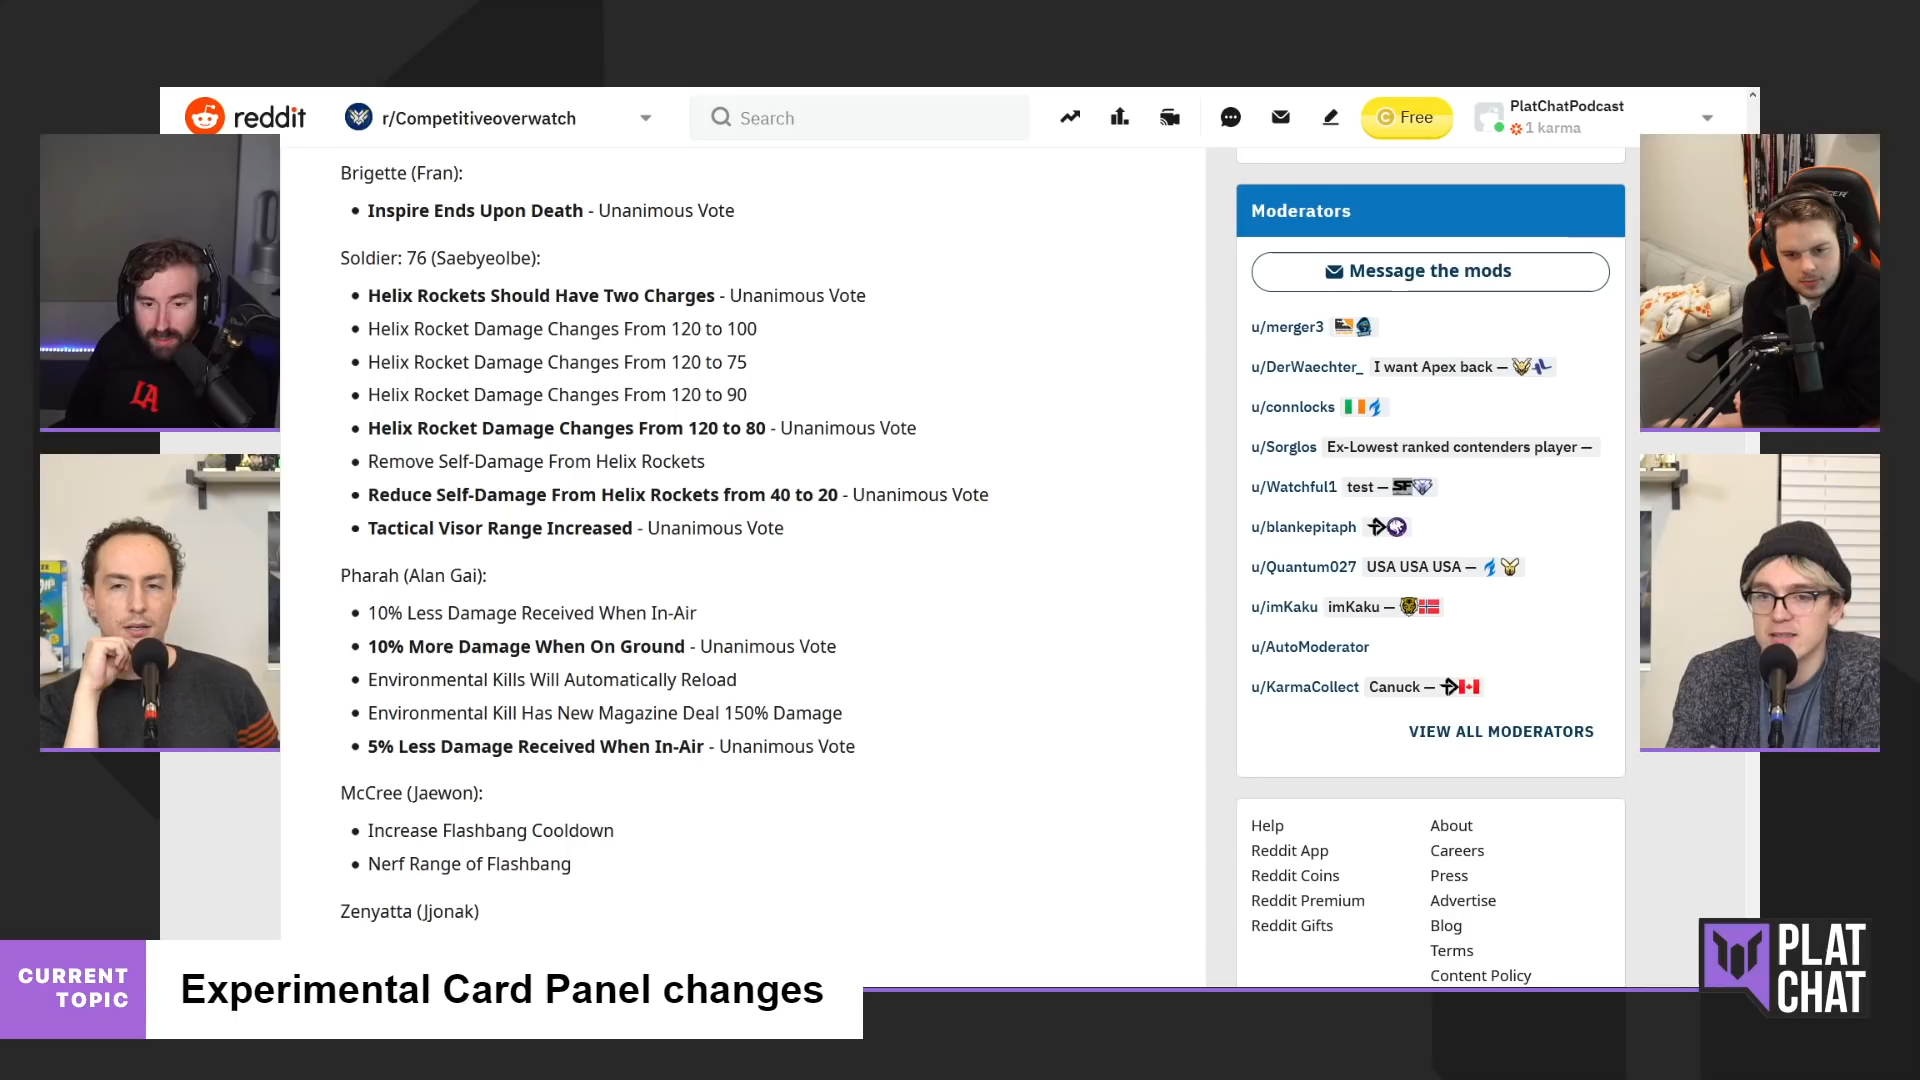 reddit
r/Competitiveoverwatch
Search
Free
PlatChatPodcast
1 karma
Brigette (Fran):
• Inspire Ends Upon Death - Unanimous Vote
Soldier: 76 (Saebyeolbe):
• Helix Rockets Should Have Two Charges - Unanimous Vote
• Helix Rocket Damage Changes From 120 to 100
• Helix Rocket Damage Changes From 120 to 75
• Helix Rocket Damage Changes From 120 to 90
• Helix Rocket Damage Changes From 120 to 80 - Unanimous Vote
• Remove Self-Damage From Helix Rockets
• Reduce Self-Damage From Helix Rockets from 40 to 20 - Unanimous Vote
• Tactical Visor Range Increased - Unanimous Vote
Pharah (Alan Gai):
• 10% Less Damage Received When In-Air
• 10% More Damage When On Ground - Unanimous Vote
• Environmental Kills Will Automatically Reload
• Environmental Kill Has New Magazine Deal 150% Damage
• 5% Less Damage Received When In-Air - Unanimous Vote
McCree (Jaewon):
• Increase Flashbang Cooldown
• Nerf Range of Flashbang
Zenyatta (Jjonak)
Moderators
Message the mods
u/merger3
u/DerWaechter_ I want Apex back —
u/connlocks
u/Sorglos Ex-Lowest ranked contenders player —
u/Watchful1 test — SF
u/blankepitaph
u/Quantum027 USA USA USA —
u/imKaku imKaku —
u/AutoModerator
u/KarmaCollect Canuck —
VIEW ALL MODERATORS
Help
Reddit App
Reddit Coins
Reddit Premium
Reddit Gifts
About
Careers
Press
Advertise
Blog
Terms
Content Policy
LA
CURRENT
TOPIC
Experimental Card Panel changes
PLAT
CHAT